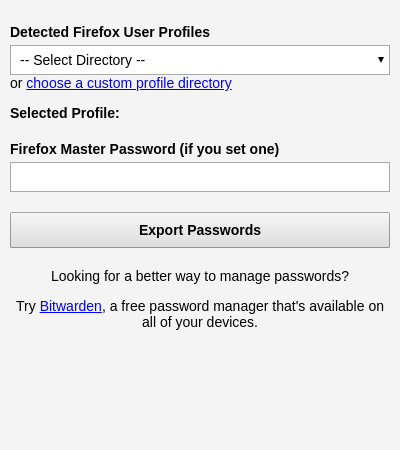 Detected Firefox User Profiles
-- Select Directory --
or choose a custom profile directory
Selected Profile:
Firefox Master Password (if you set one)
Export Passwords
Looking for a better way to manage passwords?
Try Bitwarden, a free password manager that's available on
all of your devices.